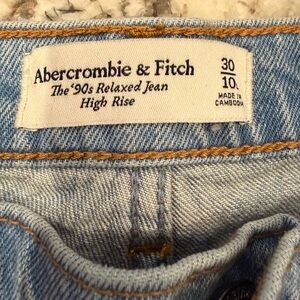 Abercrombie & Fitch
The '90s Relaxed Jean
High Rise
30
10
MADE IN
CAMBODIA